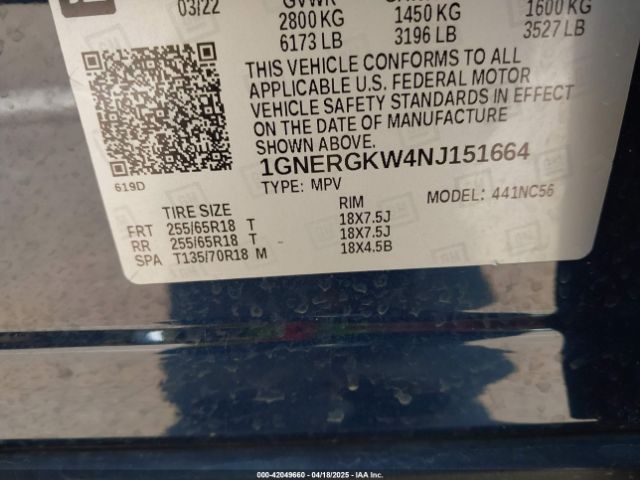 03/22
GVWR
2800 KG 1450 KG 1600 KG
6173 LB 3196 LB 3527 LB
THIS VEHICLE CONFORMS TO ALL
APPLICABLE U.S. FEDERAL MOTOR
VEHICLE SAFETY STANDARDS IN EFFECT
ON THE DATE OF MANUFACTURE
SHOWN ABOVE.
1GNERGKW4NJ151664
619D
TYPE: MPV MODEL: 441NC56
TIRE SIZE RIM
FRT 255/65R18 T 18X7.5J
RR 255/65R18 T 18X7.5J
SPA T135/70R18 M 18X4.5B
000-42049660 - 04/18/2025 - IAAI.COM